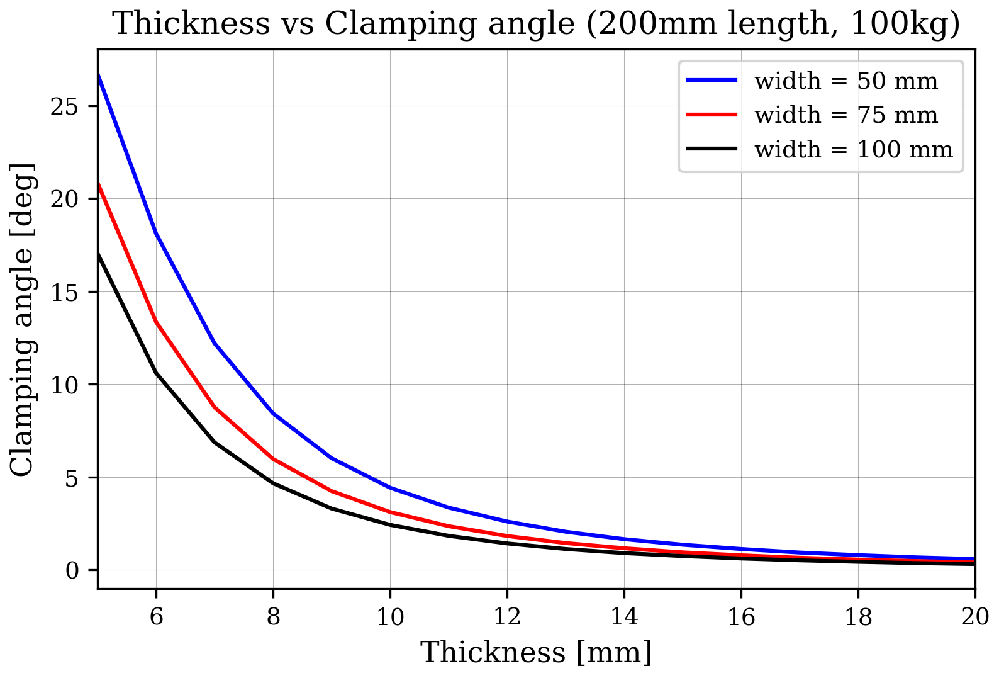 Thickness vs Clamping angle (200mm length, 100kg)
width = 50 mm
width = 75 mm
width = 100 mm
Clamping angle [deg]
25
20
15
10
5
0
6 8 10 12 14 16 18 20
Thickness [mm]